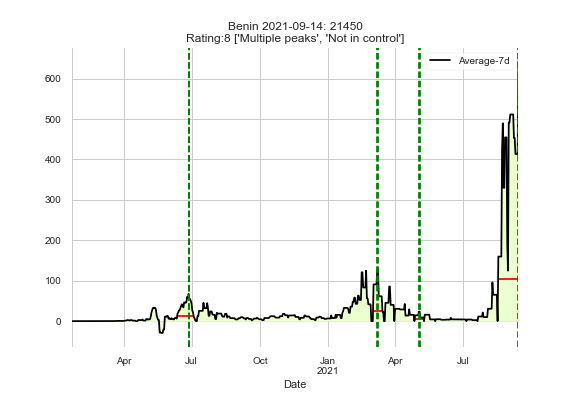 Benin 2021-09-14: 21450
Rating:8 ['Multiple peaks', 'Not in control']
Average-7d
600
500
400
300
200
100
0
Apr
Jul
Oct
Jan
2021
Apr
Jul
Date